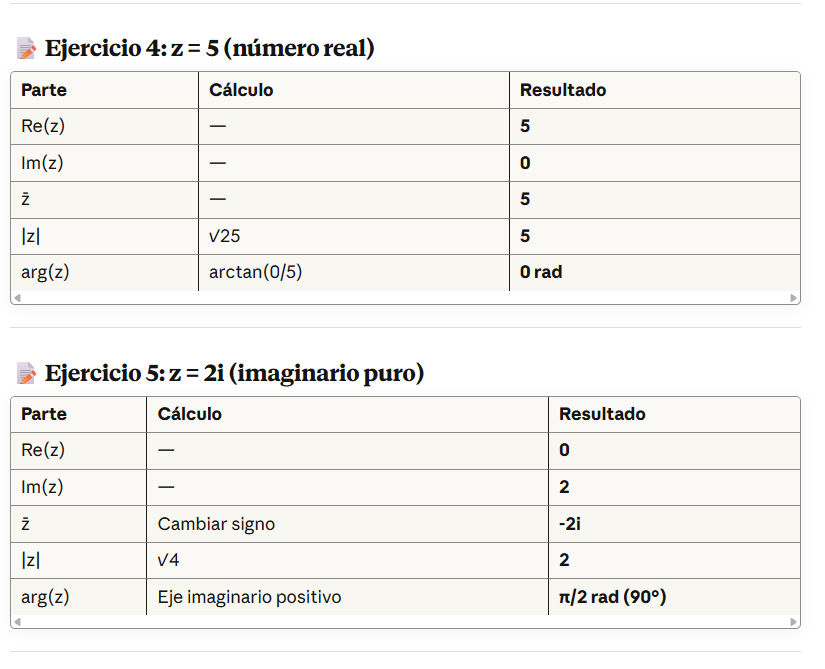 📝 Ejercicio 4: z = 5 (número real)
Parte Cálculo Resultado
Re(z) — 5
Im(z) — 0
z̄ — 5
|z| √25 5
arg(z) arctan(0/5) 0 rad
📝 Ejercicio 5: z = 2i (imaginario puro)
Parte Cálculo Resultado
Re(z) — 0
Im(z) — 2
z̄ Cambiar signo -2i
|z| √4 2
arg(z) Eje imaginario positivo π/2 rad (90°)